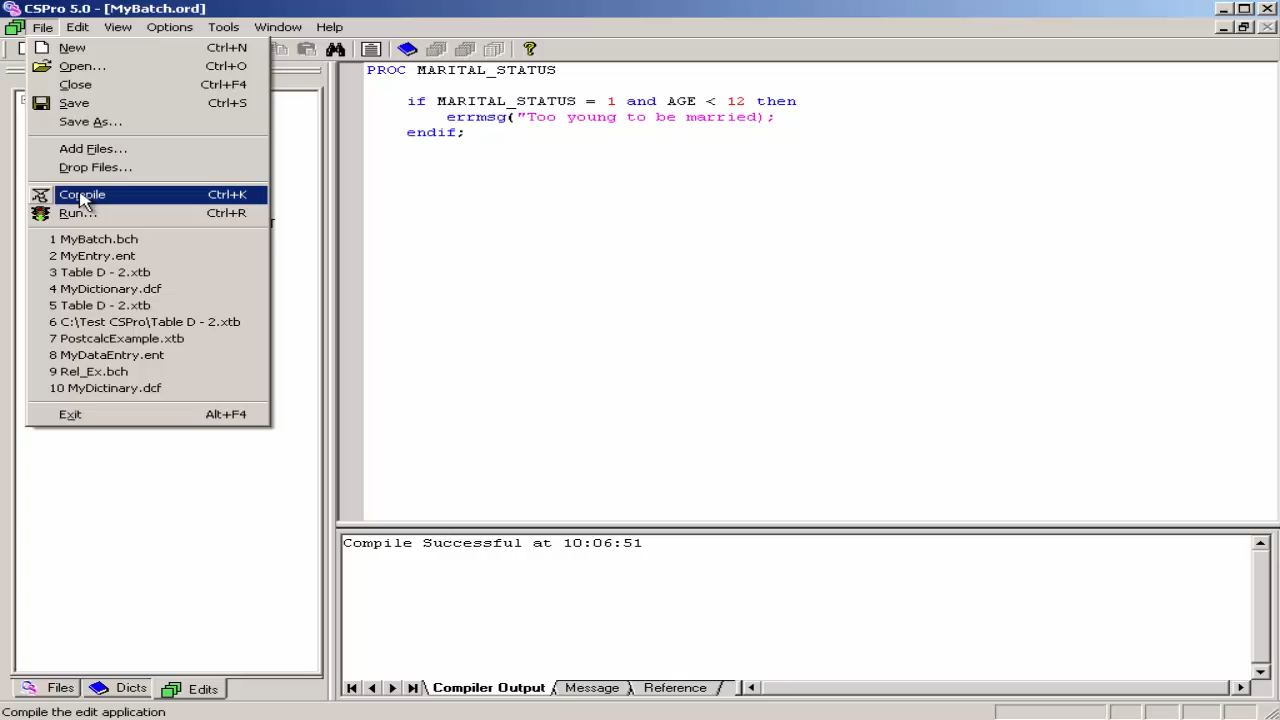 CSPro 5.0 - [MyBatch.ord]
File Edit View Options Tools Window Help
New Ctrl+N
Open... Ctrl+O
Close Ctrl+F4
Save Ctrl+S
Save As...
Add Files...
Drop Files...
Compile Ctrl+K
Run... Ctrl+R
1 MyBatch.bch
2 MyEntry.ent
3 Table D - 2.xtb
4 MyDictionary.dcf
5 Table D - 2.xtb
6 C:\Test CSPro\Table D - 2.xtb
7 PostcalcExample.xtb
8 MyDataEntry.ent
9 Rel_Ex.bch
10 MyDictinary.dcf
Exit Alt+F4
PROC MARITAL_STATUS
if MARITAL_STATUS = 1 and AGE < 12 then
errmsg("Too young to be married);
endif;
Compile Successful at 10:06:51
Files Dicts Edits
Compiler Output Message Reference
Compile the edit application